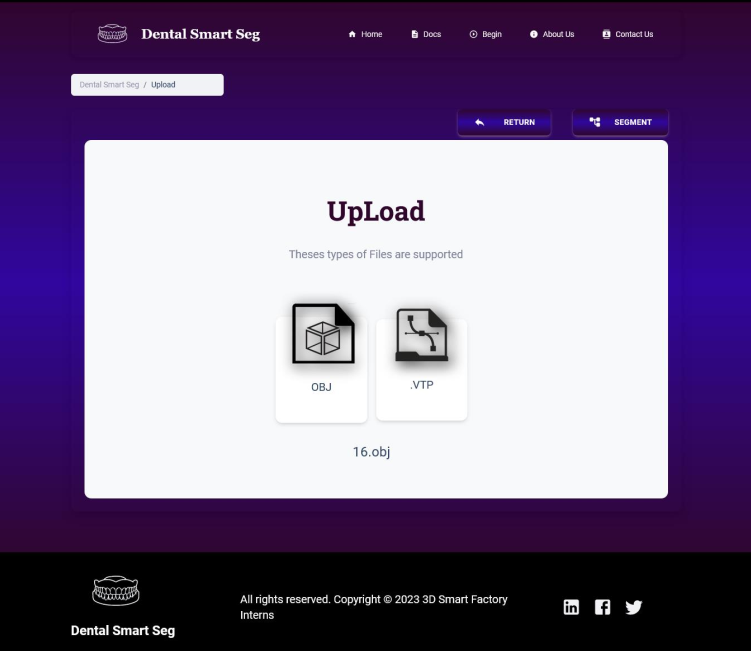 Dental Smart Seg
Home
Docs
Begin
About Us
Contact Us
Dental Smart Seg / Upload
RETURN
SEGMENT
UpLoad
Theses types of Files are supported
OBJ
.VTP
16.obj
All rights reserved. Copyright © 2023 3D Smart Factory
Interns
Dental Smart Seg